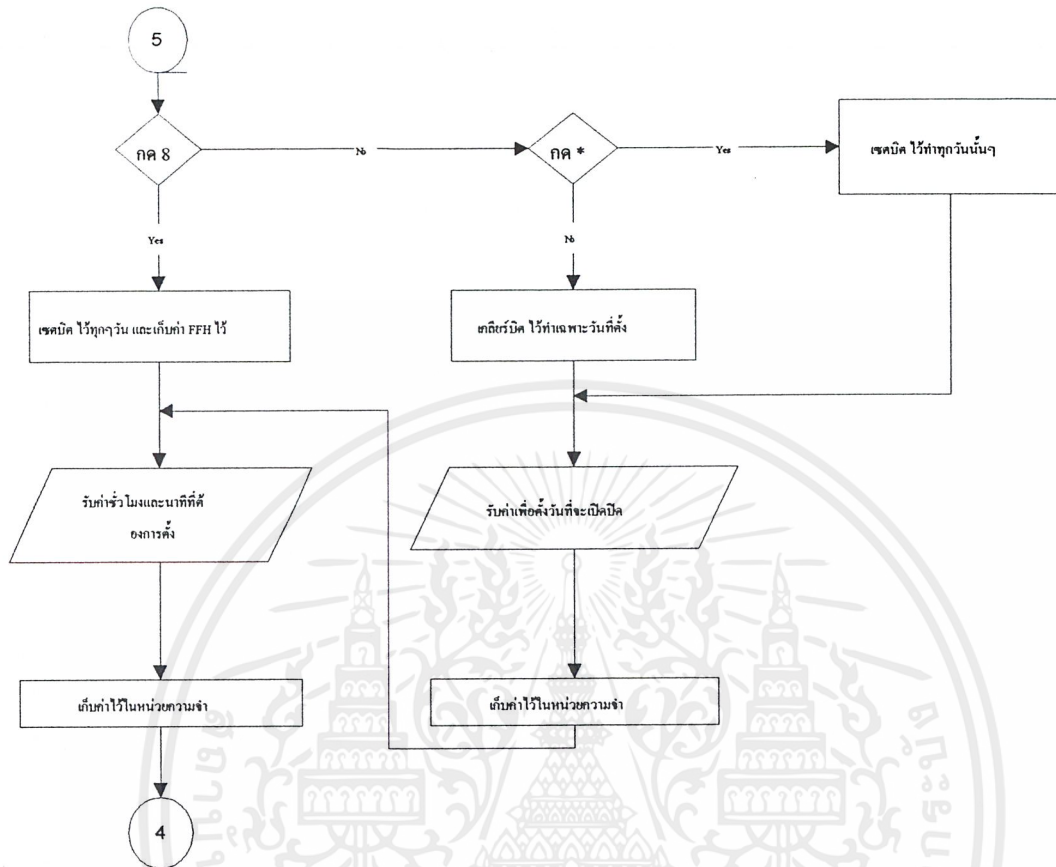 5
กด 8
No
กด *
Yes
เซตบิต ไว้ทำทุกวันนั้นๆ
Yes
No
เซตบิต ไว้ทุกๆวัน และเก็บค่า FFH ไว้
เคลียร์บิต ไว้ทำเฉพาะวันที่ตั้ง
รับค่าชั่วโมงและนาทีที่ต้
องการตั้ง
รับค่าเพื่อตั้งวันที่จะเปิดปิด
เก็บค่าไว้ในหน่วยความจำ
เก็บค่าไว้ในหน่วยความจำ
4